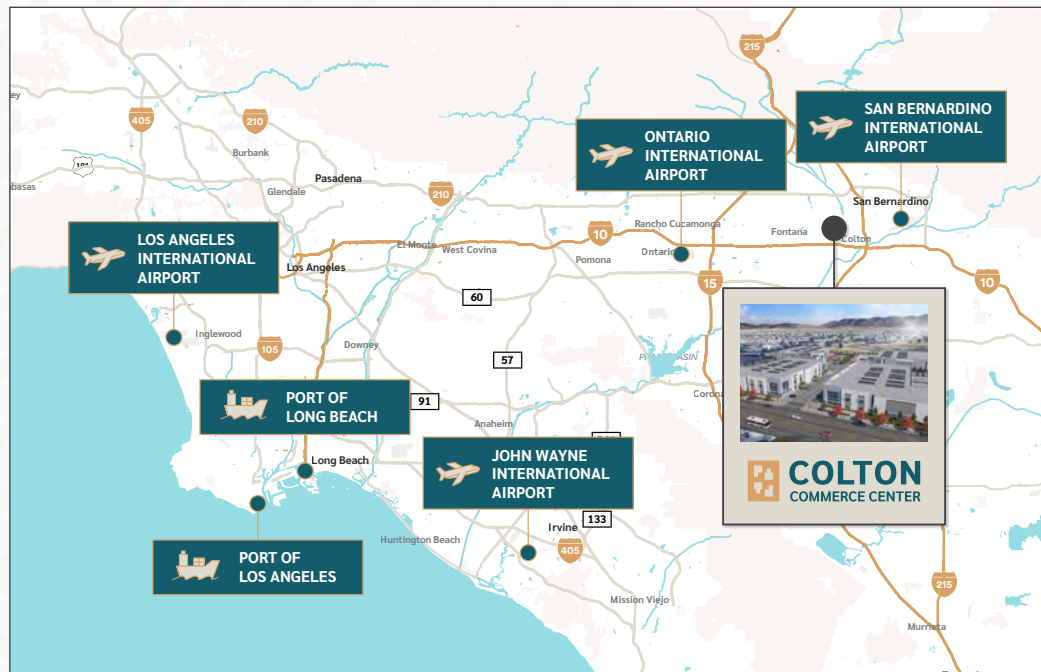 215
SAN BERNARDINO
INTERNATIONAL
AIRPORT
405
210
ONTARIO
INTERNATIONAL
AIRPORT
Burbank
101
Pasadena
Glendale
210
San Bernardino
LOS ANGELES
INTERNATIONAL
AIRPORT
Rancho Cucamonga
Fontana
10
El Monte
West Covina
Colton
Ontario
Pomona
Los Angeles
15
10
60
Inglewood
Downey
105
57
PORT OF
LONG BEACH
91
Anaheim
JOHN WAYNE
INTERNATIONAL
AIRPORT
Long Beach
COLTON
COMMERCE CENTER
133
Irvine
405
Huntington Beach
PORT OF
LOS ANGELES
215
Mission Viejo
Murrieta